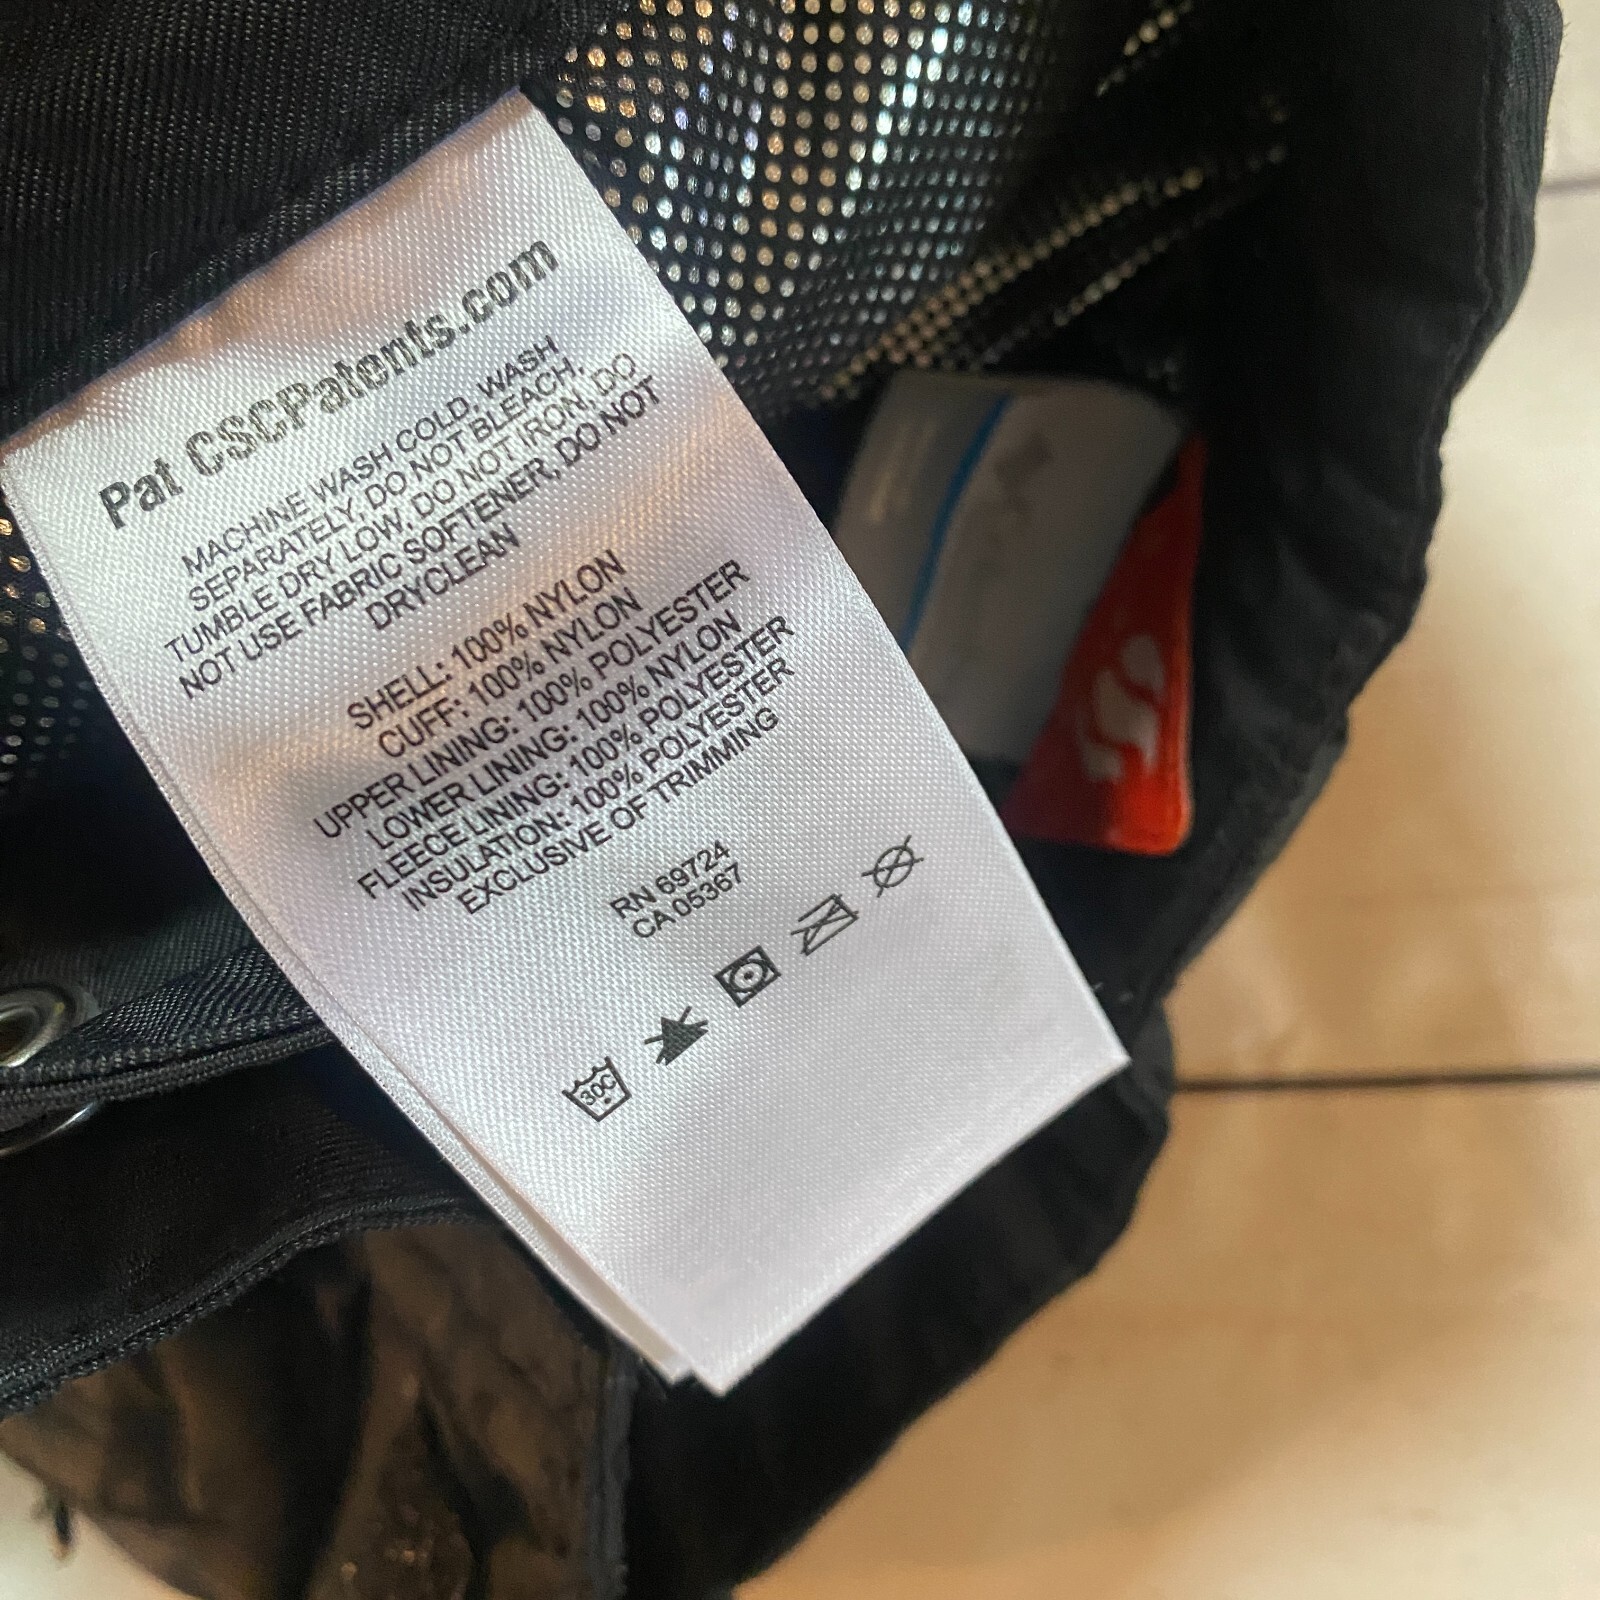 Pat CSCPatents.com
MACHINE WASH COLD, WASH
SEPARATELY, DO NOT BLEACH,
TUMBLE DRY LOW, DO NOT IRON, DO
NOT USE FABRIC SOFTENER, DO NOT
DRYCLEAN
SHELL: 100% NYLON
CUFF: 100% NYLON
UPPER LINING: 100% POLYESTER
LOWER LINING: 100% NYLON
FLEECE LINING: 100% POLYESTER
INSULATION: 100% POLYESTER
EXCLUSIVE OF TRIMMING
RN 69724
CA 05367
30C